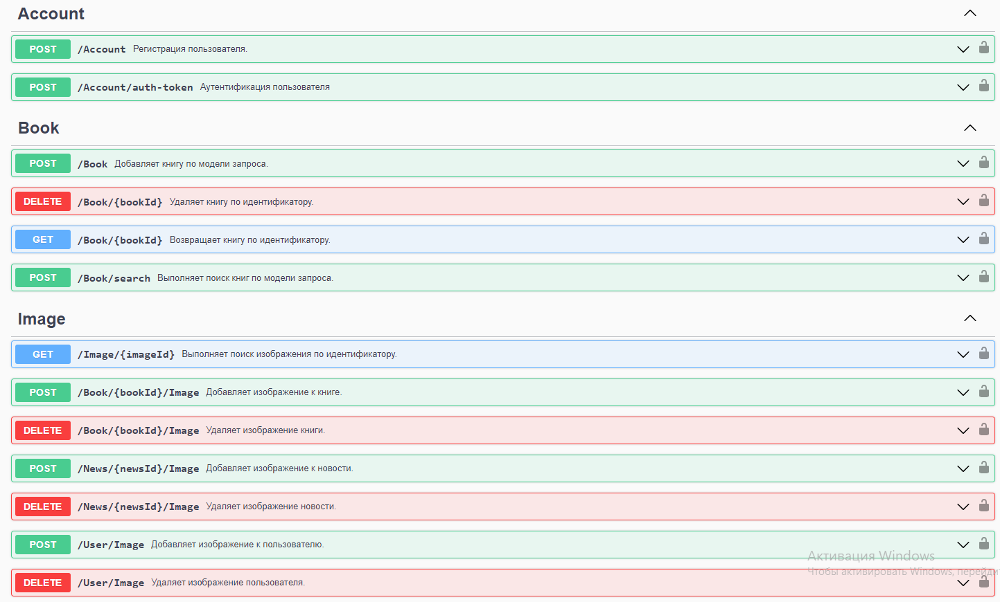 Account
POST /Account Регистрация пользователя.
POST /Account/auth-token Аутентификация пользователя
Book
POST /Book Добавляет книгу по модели запроса.
DELETE /Book/{bookId} Удаляет книгу по идентификатору.
GET /Book/{bookId} Возвращает книгу по идентификатору.
POST /Book/search Выполняет поиск книг по модели запроса.
Image
GET /Image/{imageId} Выполняет поиск изображения по идентификатору.
POST /Book/{bookId}/Image Добавляет изображение к книге.
DELETE /Book/{bookId}/Image Удаляет изображение книги.
POST /News/{newsId}/Image Добавляет изображение к новости.
DELETE /News/{newsId}/Image Удаляет изображение новости.
POST /User/Image Добавляет изображение к пользователю.
Активация Windows
Чтобы активировать Windows, перейди
DELETE /User/Image Удаляет изображение пользователя.